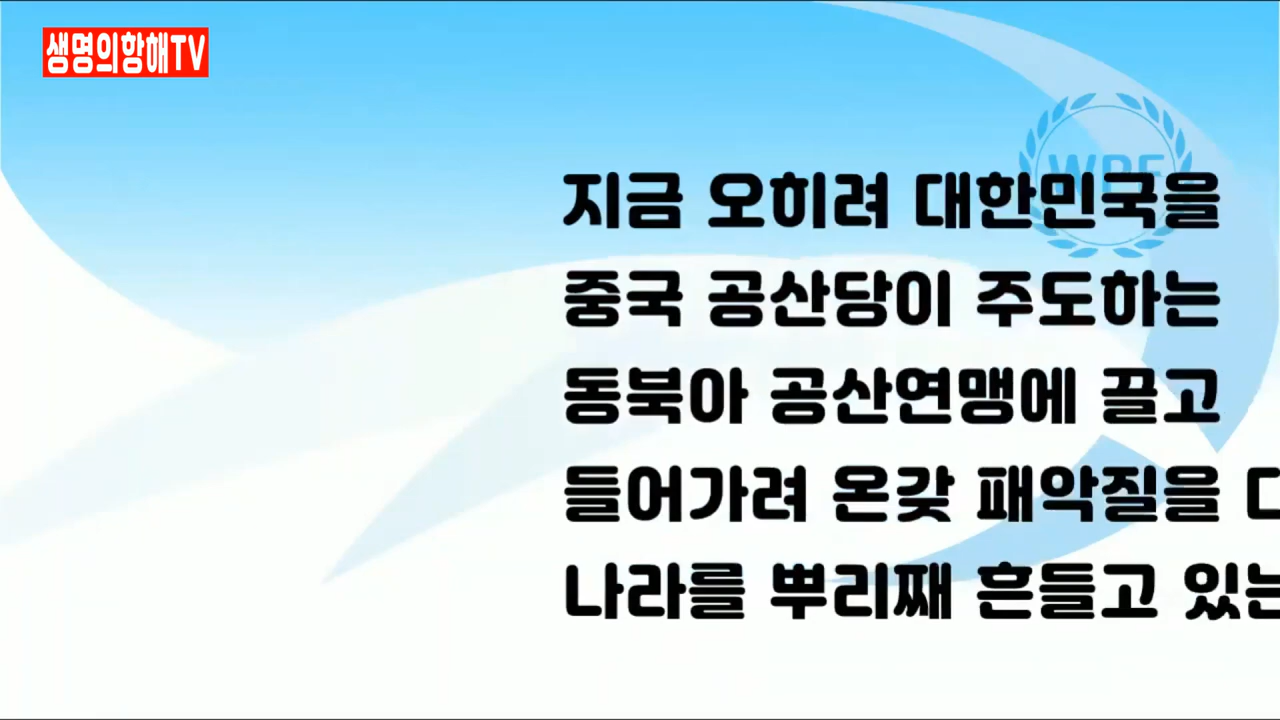 생명의항해TV
WPF
지금 오히려 대한민국을
중국 공산당이 주도하는
동북아 공산연맹에 끌고
들어가려 온갖 패악질을
나라를 뿌리째 흔들고